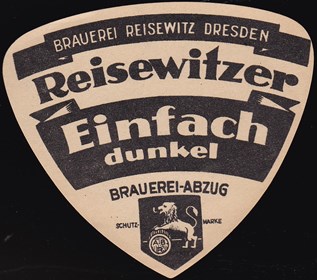 BRAUEREI REISEWITZ DRESDEN
Reisewitzer
Einfach
dunkel
BRAUEREI-ABZUG
SCHUTZ- MARKE